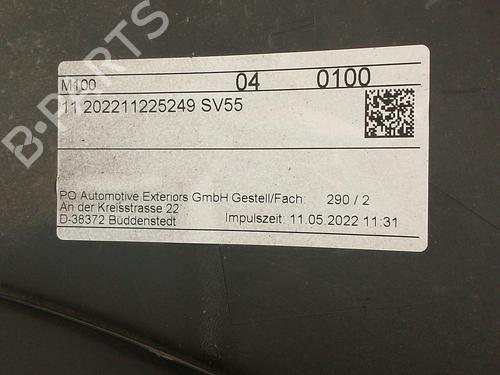 B-PARTS
M100 04 0100
11 202211225249 SV55
PO Automotive Exteriors GmbH Gestell/Fach: 290 / 2
An der Kreisstrasse 22
D-38372 Büddenstedt Impulszeit: 11.05.2022 11:31